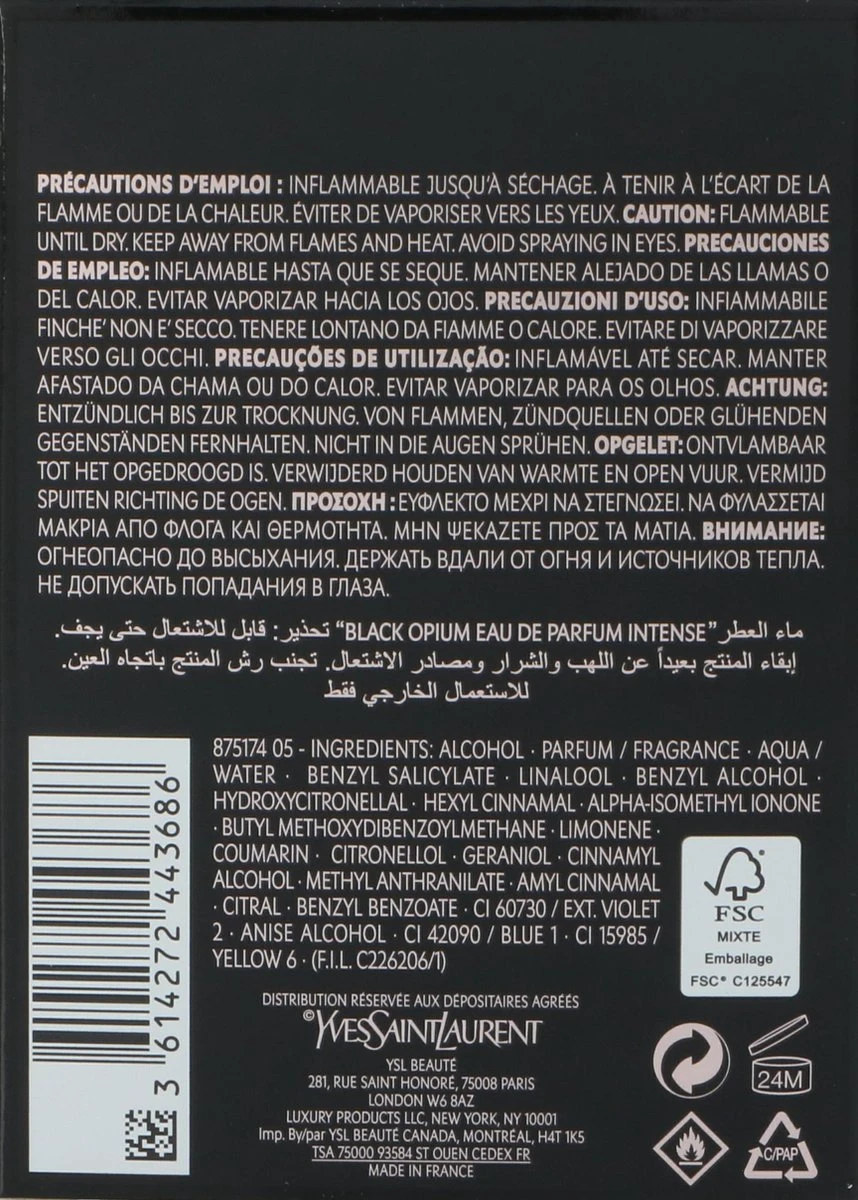 PRÉCAUTIONS D'EMPLOI : INFLAMMABLE JUSQU'À SÉCHAGE. À TENIR À L'ÉCART DE LA
FLAMME OU DE LA CHALEUR. ÉVITER DE VAPORISER VERS LES YEUX. CAUTION: FLAMMABLE
UNTIL DRY. KEEP AWAY FROM FLAMES AND HEAT. AVOID SPRAYING IN EYES. PRECAUCIONES
DE EMPLEO: INFLAMABLE HASTA QUE SE SEQUE. MANTENER ALEJADO DE LAS LLAMAS O
DEL CALOR. EVITAR VAPORIZAR HACIA LOS OJOS. PRECAUZIONI D'USO: INFIAMMABILE
FINCHE' NON E' SECCO. TENERE LONTANO DA FIAMME O CALORE. EVITARE DI VAPORIZZARE
VERSO GLI OCCHI. PRECAUÇÕES DE UTILIZAÇÃO: INFLAMÁVEL ATÉ SECAR. MANTER
AFASTADO DA CHAMA OU DO CALOR. EVITAR VAPORIZAR PARA OS OLHOS. ACHTUNG:
ENTZÜNDLICH BIS ZUR TROCKNUNG. VON FLAMMEN, ZÜNDQUELLEN ODER GLÜHENDEN
GEGENSTÄNDEN FERNHALTEN. NICHT IN DIE AUGEN SPRÜHEN. OPGELET: ONTVLAMBAAR
TOT HET OPGEDROOGD IS. VERWIJDERD HOUDEN VAN WARMTE EN OPEN VUUR. VERMIJD
SPUITEN RICHTING DE OGEN. ΠΡΟΣΟΧΗ : ΕΥΦΛΕΚΤΟ ΜΕΧΡΙ ΝΑ ΣΤΕΓΝΩΣΕΙ. ΝΑ ΦΥΛΑΣΣΕΤΑΙ
ΜΑΚΡΙΑ ΑΠΟ ΦΛΟΓΑ ΚΑΙ ΘΕΡΜΟΤΗΤΑ. ΜΗΝ ΨΕΚΑΖΕΤΕ ΠΡΟΣ ΤΑ ΜΑΤΙΑ. ВНИМАНИЕ:
ОГНЕОПАСНО ДО ВЫСЫХАНИЯ. ДЕРЖАТЬ ВДАЛИ ОТ ОГНЯ И ИСТОЧНИКОВ ТЕПЛА.
НЕ ДОПУСКАТЬ ПОПАДАНИЯ В ГЛАЗА.
ماء العطر "BLACK OPIUM EAU DE PARFUM INTENSE" تحذير: قابل للاشتعال حتى يجف.
إبقاء المنتج بعيداً عن اللهب والشرار ومصادر الاشتعال. تجنب رش المنتج باتجاه العين.
للاستعمال الخارجي فقط
875174 05 - INGREDIENTS: ALCOHOL · PARFUM / FRAGRANCE · AQUA /
WATER · BENZYL SALICYLATE · LINALOOL · BENZYL ALCOHOL ·
HYDROXYCITRONELLAL · HEXYL CINNAMAL · ALPHA-ISOMETHYL IONONE
· BUTYL METHOXYDIBENZOYLMETHANE · LIMONENE ·
COUMARIN · CITRONELLOL · GERANIOL · CINNAMYL
ALCOHOL · METHYL ANTHRANILATE · AMYL CINNAMAL
· CITRAL · BENZYL BENZOATE · CI 60730 / EXT. VIOLET
2 · ANISE ALCOHOL · CI 42090 / BLUE 1 · CI 15985 /
YELLOW 6 · (F.I.L. C226206/1)
3 614272 443686
FSC
MIXTE
Emballage
FSC® C125547
DISTRIBUTION RÉSERVÉE AUX DÉPOSITAIRES AGRÉÉS
©YVESSAINTLAURENT
YSL BEAUTÉ
281, RUE SAINT HONORÉ, 75008 PARIS
LONDON W6 8AZ
LUXURY PRODUCTS LLC, NEW YORK, NY 10001
Imp. By/par YSL BEAUTÉ CANADA, MONTRÉAL, H4T 1K5
TSA 75000 93584 ST OUEN CEDEX FR
MADE IN FRANCE
24M
C/PAP